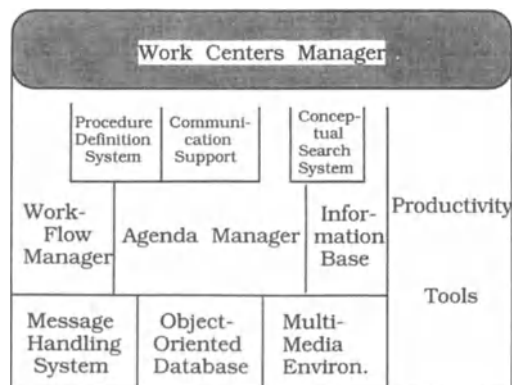 Work Centers Manager
Procedure
Definition
System
Communi-
cation
Support
Concep-
tual
Search
System
Work-
Flow
Manager
Agenda Manager
Infor-
mation
Base
Productivity
Tools
Message
Handling
System
Object-
Oriented
Database
Multi-
Media
Environ.